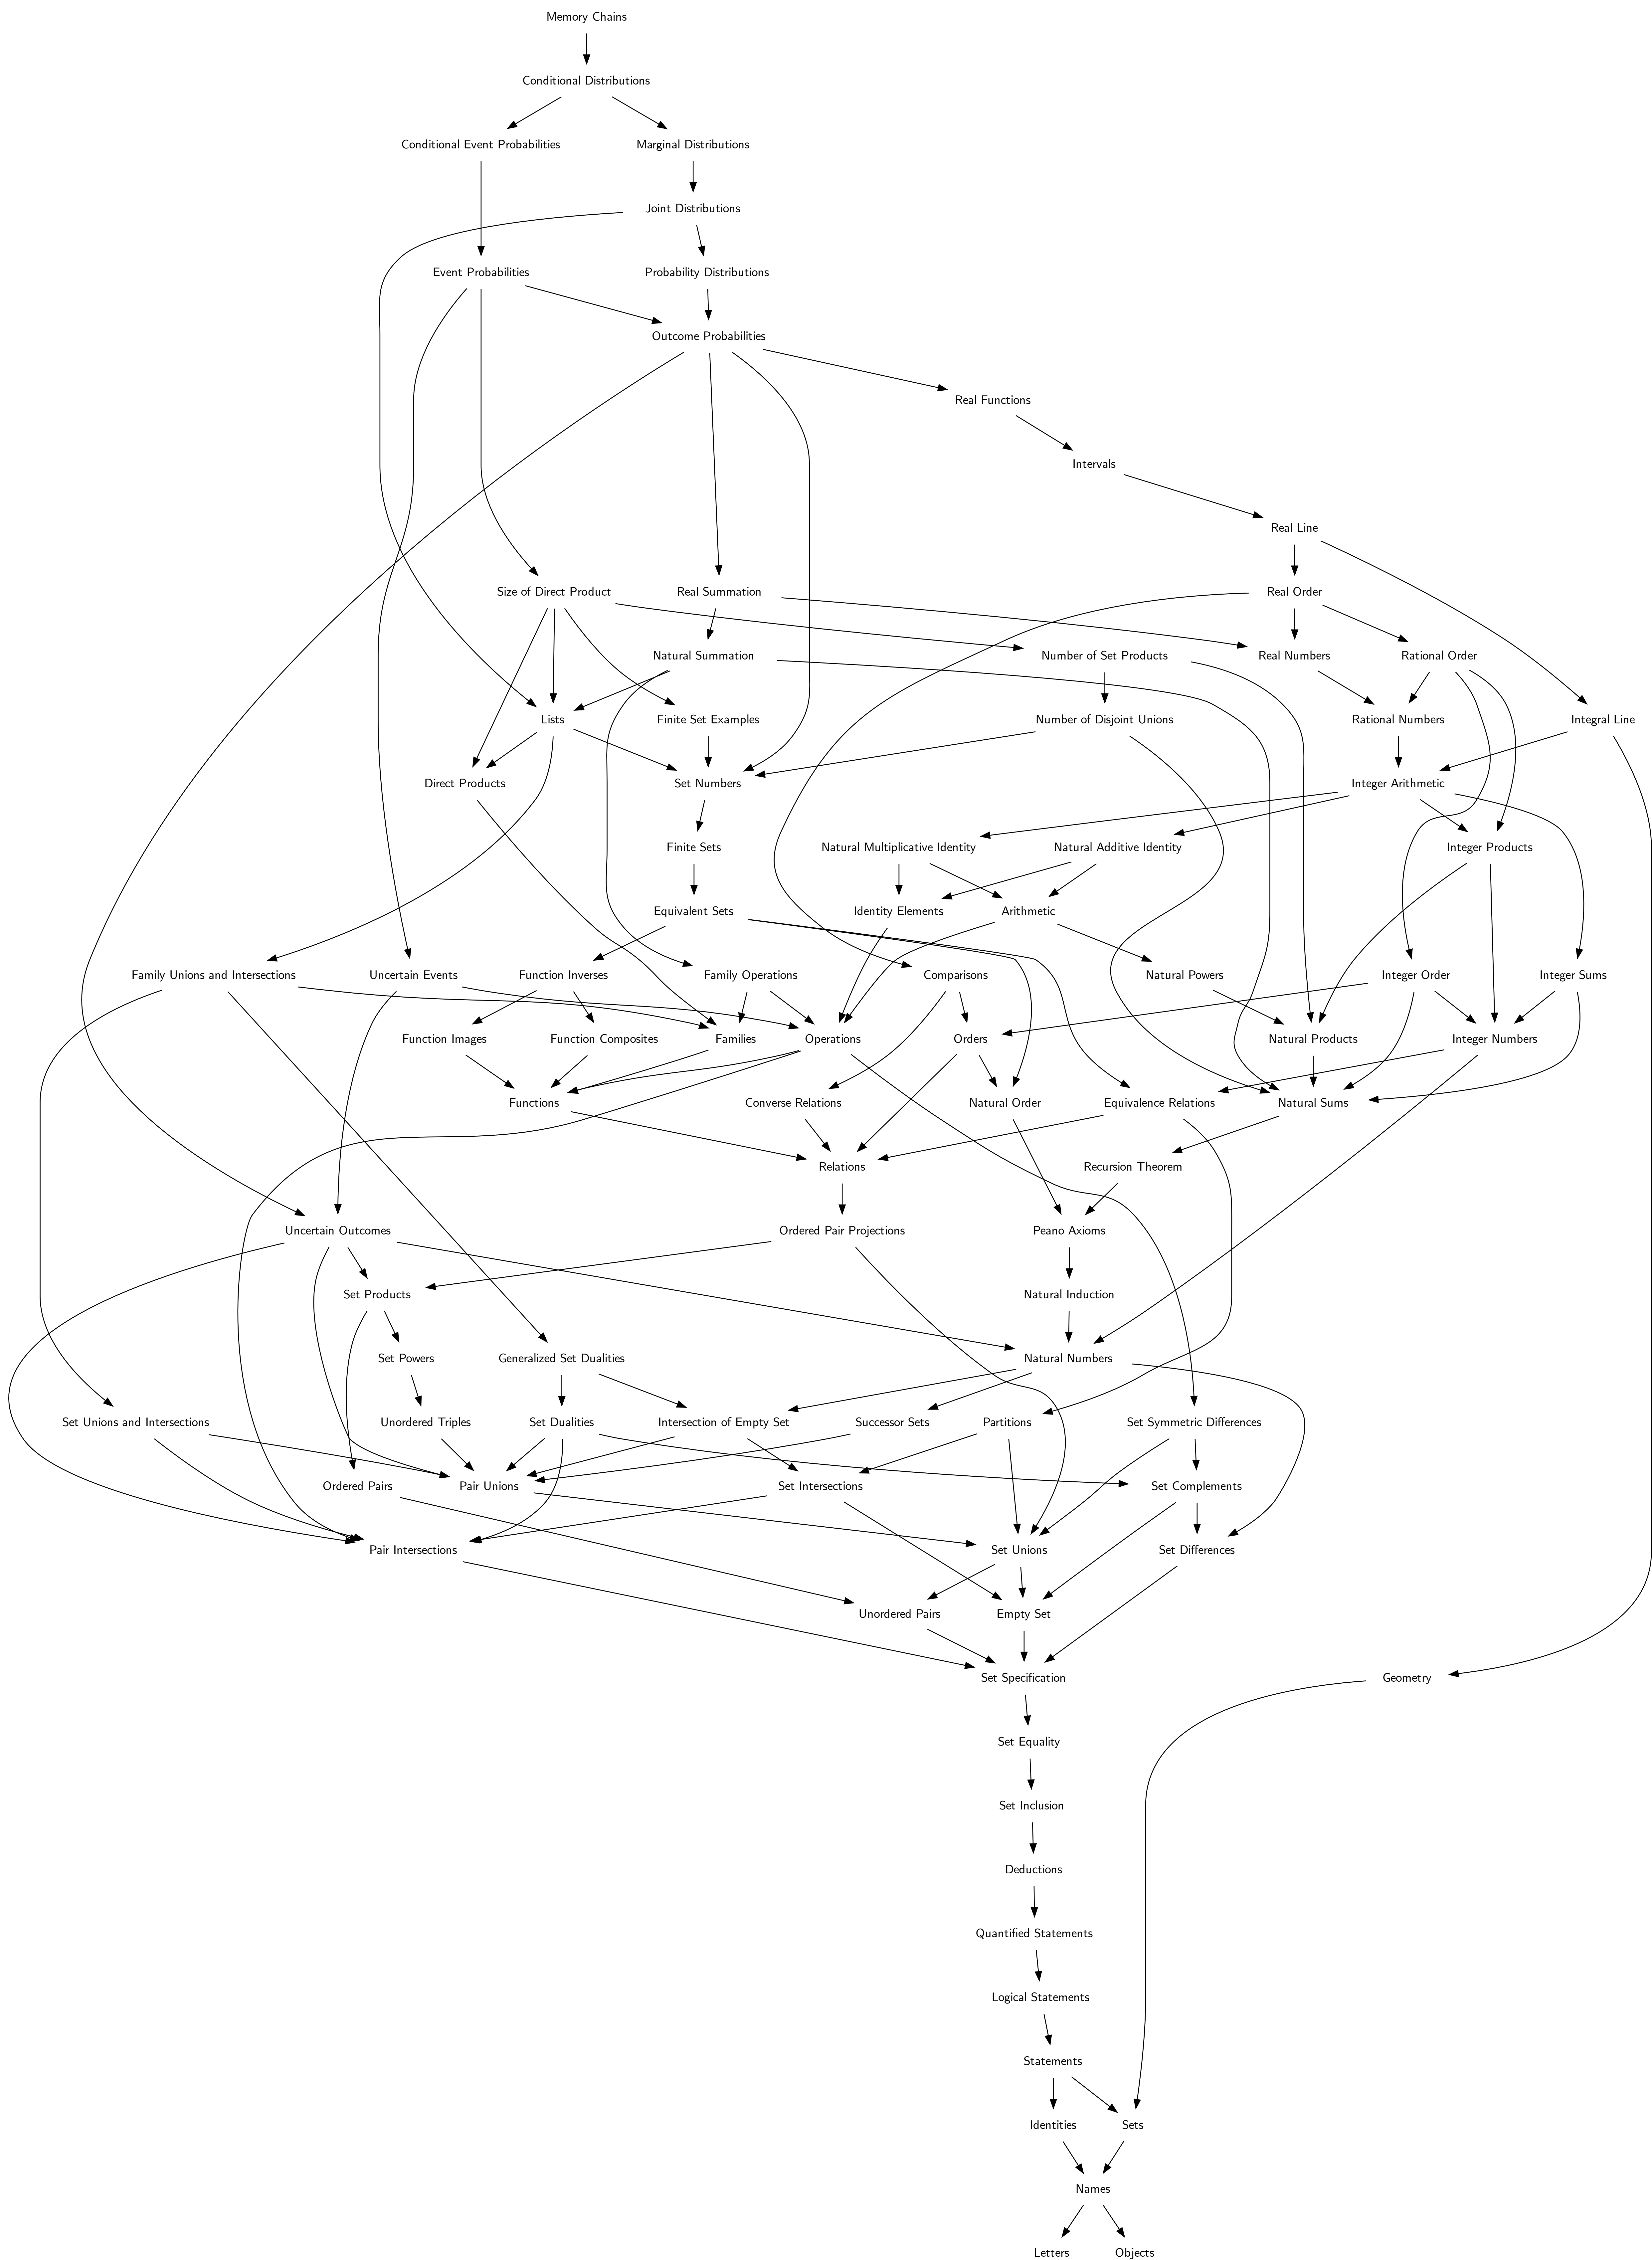 Memory Chains
Conditional Distributions
Conditional Event Probabilities
Marginal Distributions
Joint Distributions
Event Probabilities
Probability Distributions
Outcome Probabilities
Real Functions
Intervals
Real Line
Size of Direct Product
Real Summation
Real Order
Natural Summation
Number of Set Products
Real Numbers
Rational Order
Lists
Finite Set Examples
Number of Disjoint Unions
Rational Numbers
Integral Line
Direct Products
Set Numbers
Integer Arithmetic
Finite Sets
Natural Multiplicative Identity
Natural Additive Identity
Integer Products
Equivalent Sets
Identity Elements
Arithmetic
Family Unions and Intersections
Uncertain Events
Function Inverses
Family Operations
Comparisons
Natural Powers
Integer Order
Integer Sums
Function Images
Function Composites
Families
Operations
Orders
Natural Products
Integer Numbers
Functions
Converse Relations
Natural Order
Equivalence Relations
Natural Sums
Relations
Recursion Theorem
Uncertain Outcomes
Ordered Pair Projections
Peano Axioms
Set Products
Natural Induction
Set Powers
Generalized Set Dualities
Natural Numbers
Set Unions and Intersections
Unordered Triples
Set Dualities
Intersection of Empty Set
Successor Sets
Partitions
Set Symmetric Differences
Ordered Pairs
Pair Unions
Set Intersections
Set Complements
Pair Intersections
Set Unions
Set Differences
Unordered Pairs
Empty Set
Set Specification
Geometry
Set Equality
Set Inclusion
Deductions
Quantified Statements
Logical Statements
Statements
Identities
Sets
Names
Letters
Objects